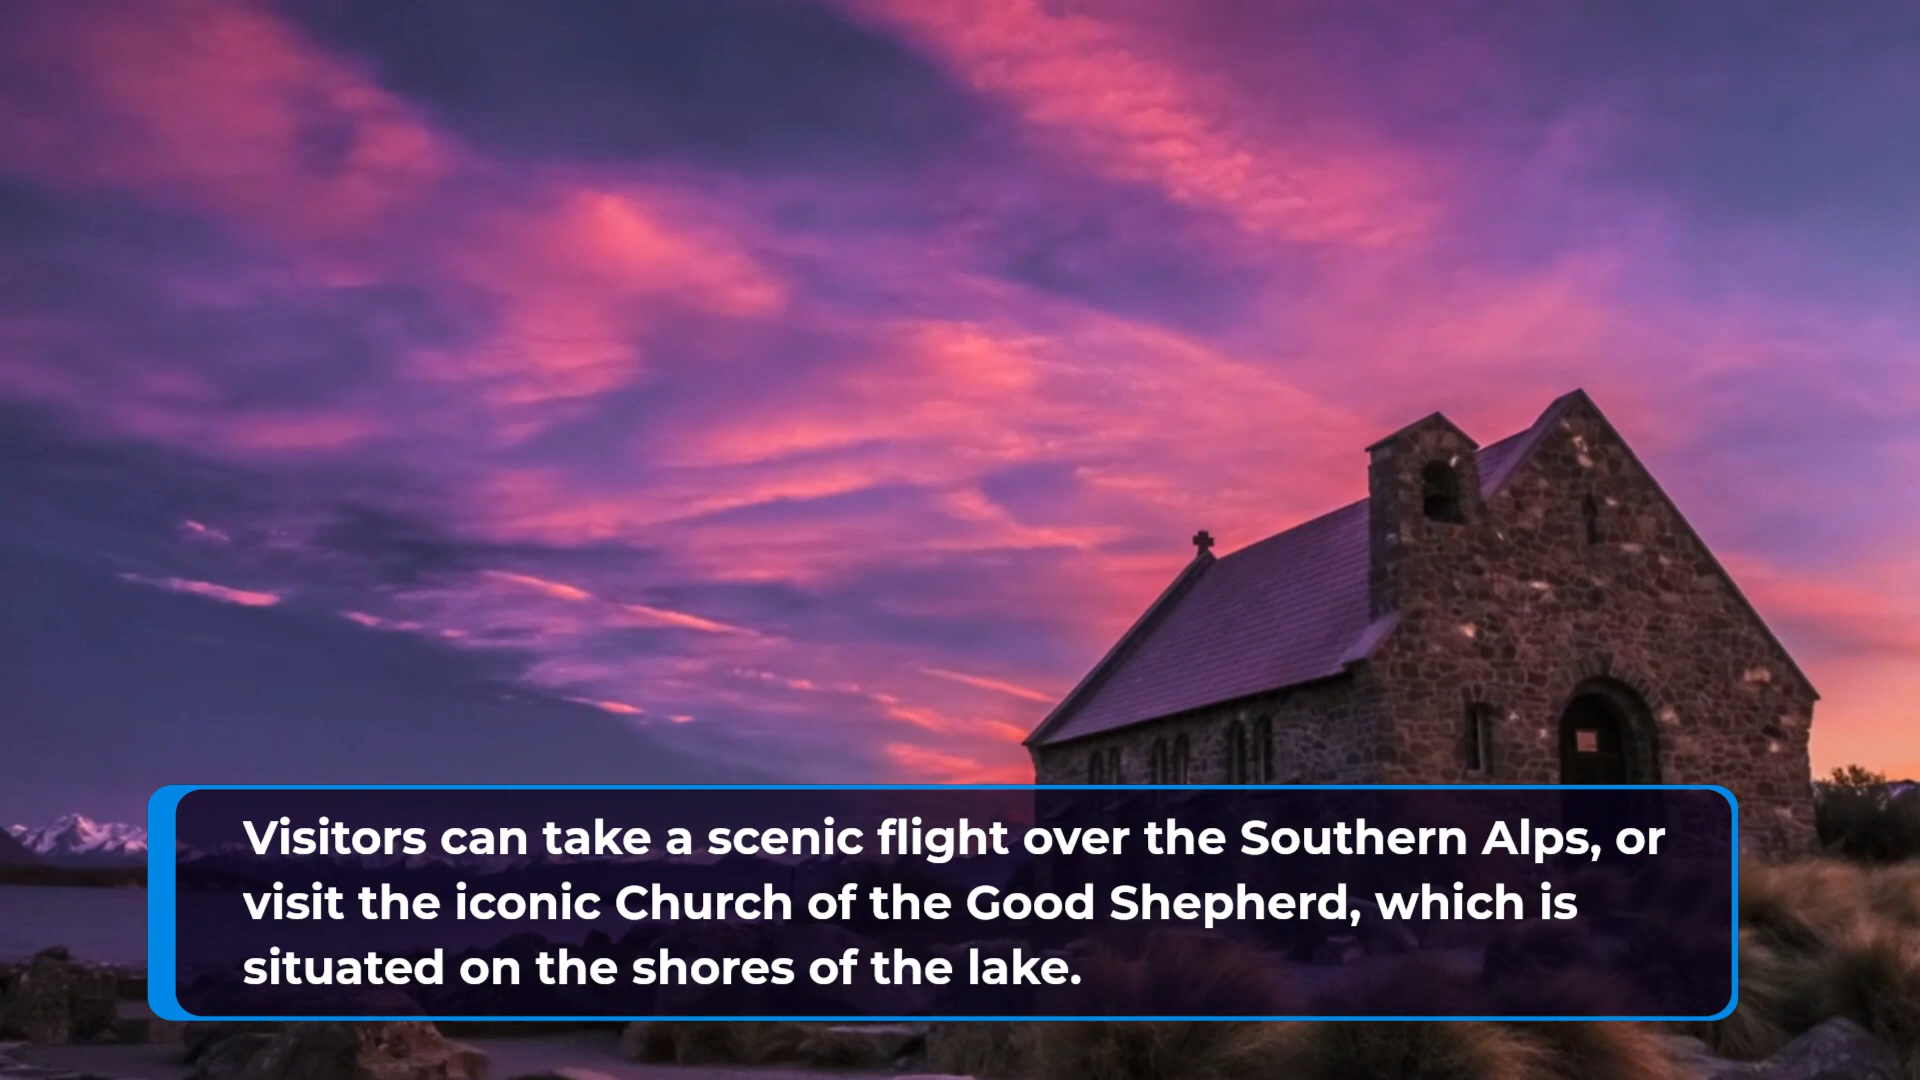 Visitors can take a scenic flight over the Southern Alps, or
visit the iconic Church of the Good Shepherd, which is
situated on the shores of the lake.